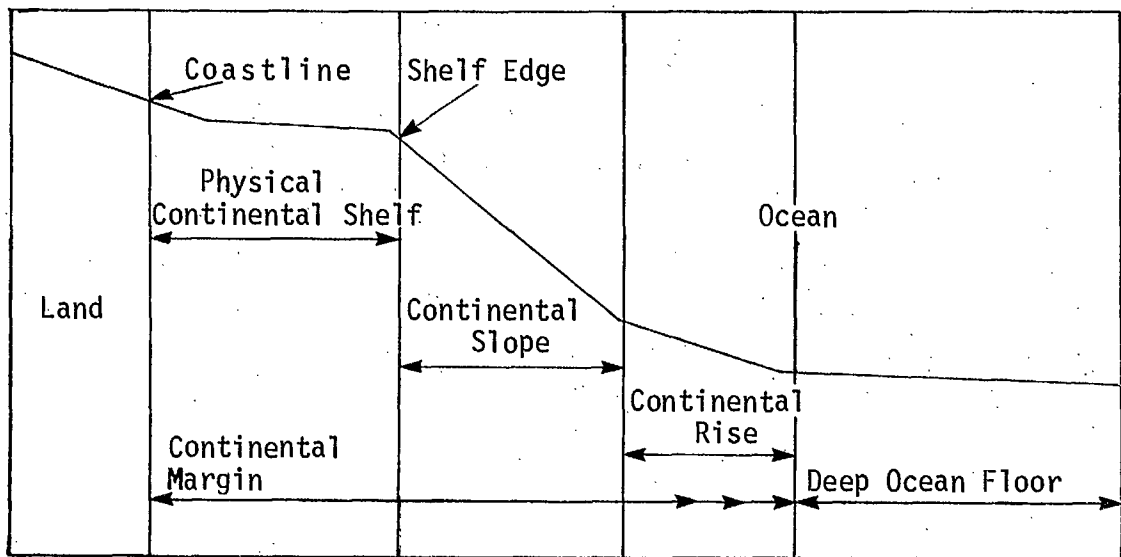 Coastline
Shelf Edge
Physical
Continental Shelf
Ocean
Land
Continental
Slope
Continental
Rise
Continental
Margin
Deep Ocean Floor